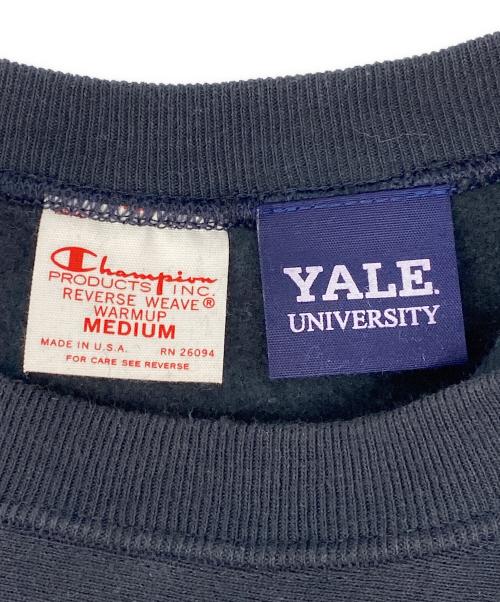 Champion
PRODUCTS INC.
REVERSE WEAVE®
WARMUP
MEDIUM
MADE IN U.S.A. RN 26094
FOR CARE SEE REVERSE
YALE.
UNIVERSITY